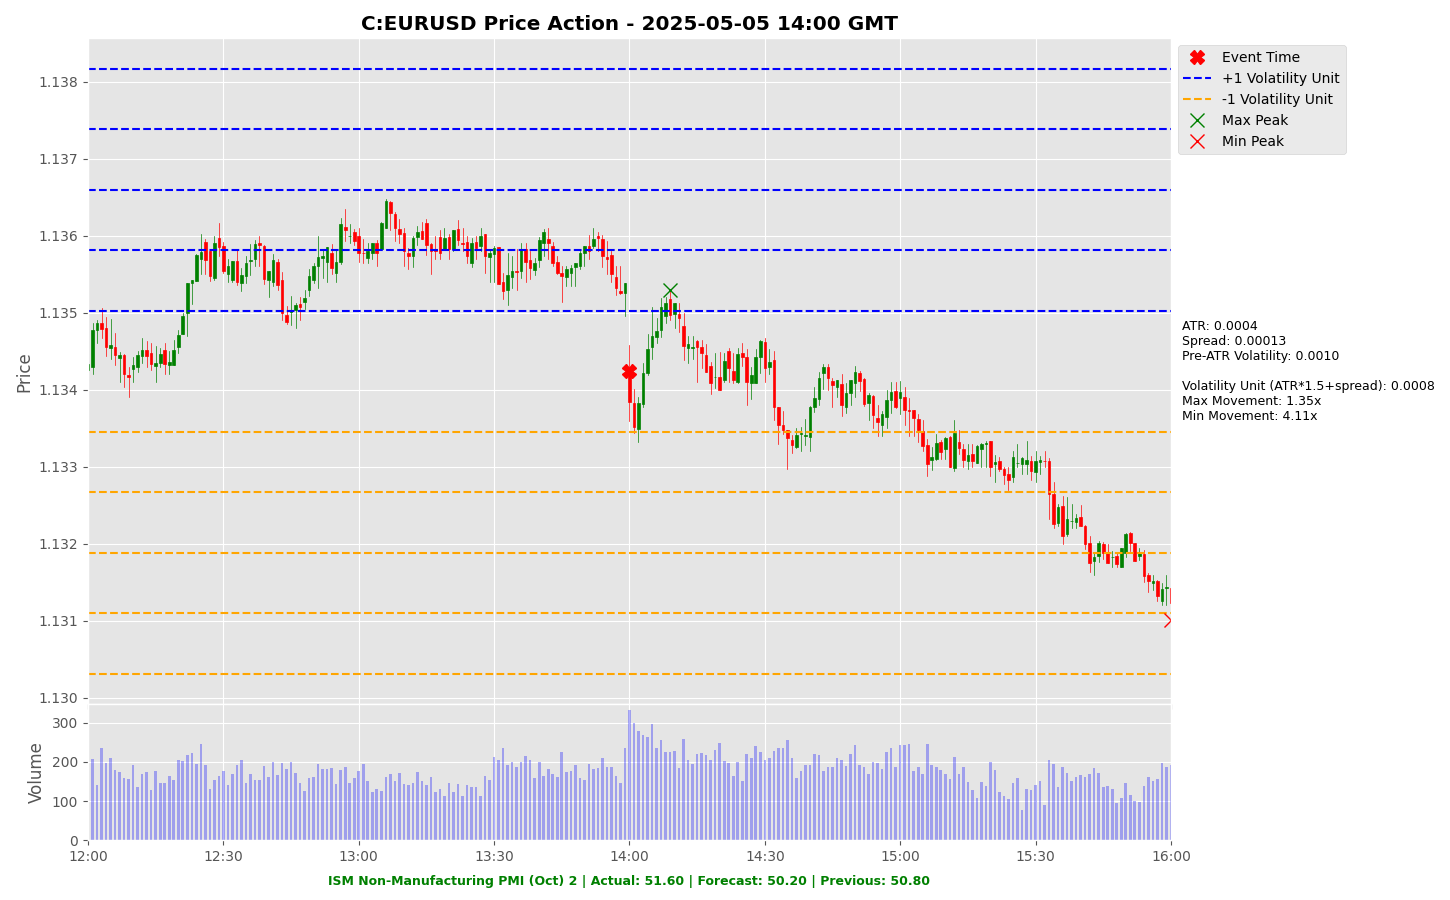 C:EURUSD Price Action - 2025-05-05 14:00 GMT
Event Time
+1 Volatility Unit
-1 Volatility Unit
Max Peak
Min Peak
1.138
1.137
1.136
1.135
1.134
1.133
1.132
1.131
1.130
Price
ATR: 0.0004
Spread: 0.00013
Pre-ATR Volatility: 0.0010
Volatility Unit (ATR*1.5+spread): 0.0008
Max Movement: 1.35x
Min Movement: 4.11x
300
200
100
0
Volume
12:00 12:30 13:00 13:30 14:00 14:30 15:00 15:30 16:00
ISM Non-Manufacturing PMI (Oct) 2 | Actual: 51.60 | Forecast: 50.20 | Previous: 50.80